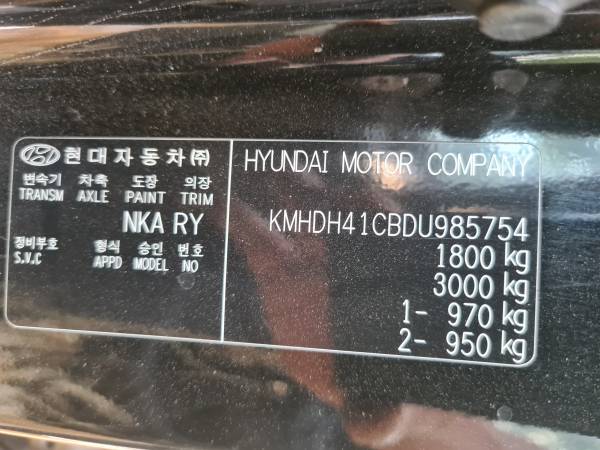 현대자동차(주)
변속기 차축 도장 의장
TRANSM AXLE PAINT TRIM
NKA RY
정비부호 형식 승인 번호
S.V.C APPD MODEL NO
HYUNDAI MOTOR COMPANY
KMHDH41CBDU985754
1800 kg
3000 kg
1- 970 kg
2- 950 kg